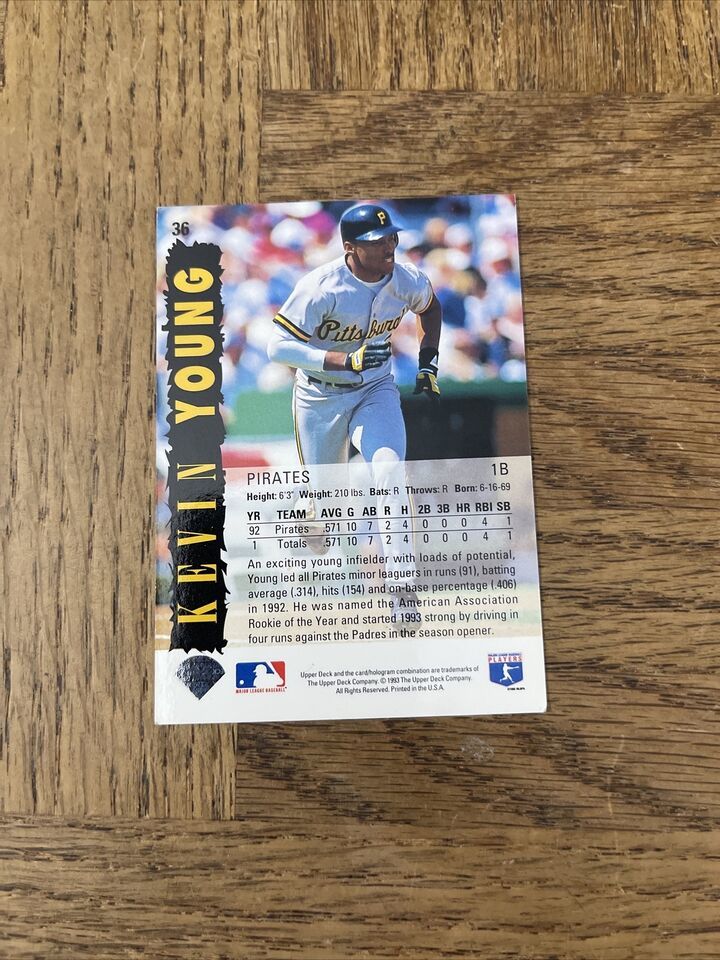 36
KEVIN YOUNG
P
Pittsburgh
PIRATES 1B
Height: 6'3" Weight: 210 lbs. Bats: R Throws: R Born: 6-16-69
YR TEAM AVG G AB R H 2B 3B HR RBI SB
92 Pirates .571 10 7 2 4 0 0 0 4 1
1 Totals .571 10 7 2 4 0 0 0 4 1
An exciting young infielder with loads of potential,
Young led all Pirates minor leaguers in runs (91), batting
average (.314), hits (154) and on-base percentage (.406)
in 1992. He was named the American Association
Rookie of the Year and started 1993 strong by driving in
four runs against the Padres in the season opener.
MAJOR LEAGUE BASEBALL
Upper Deck and the card/hologram combination are trademarks of
The Upper Deck Company. © 1993 The Upper Deck Company.
All Rights Reserved. Printed in the U.S.A.
PLAYERS